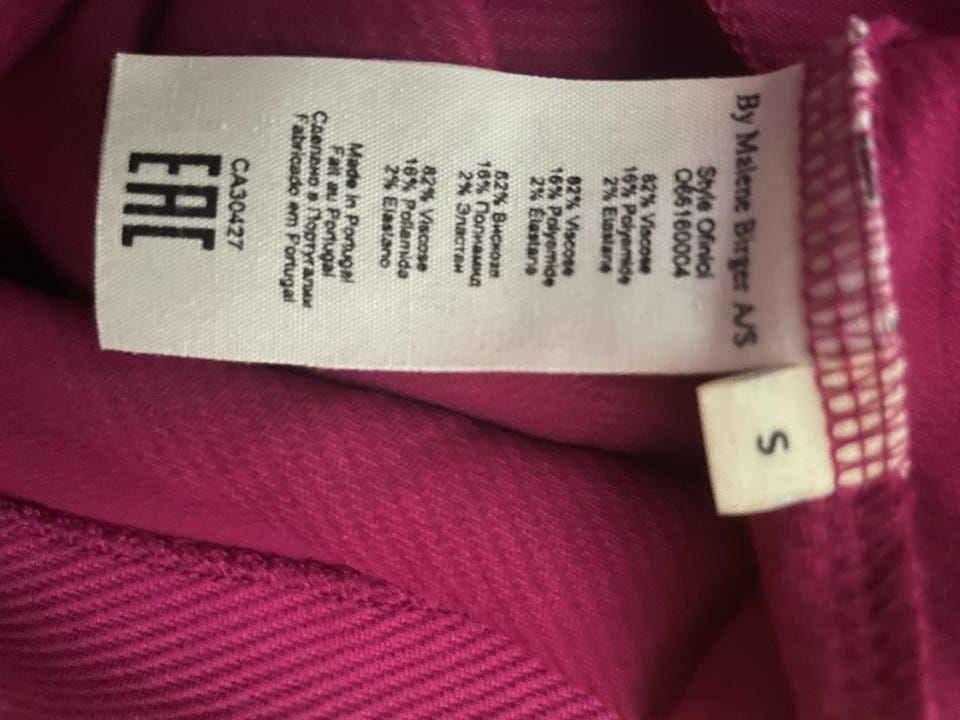 By Malene Birger A/S
Style Ofinici
Q66160004
82% Viscose
16% Polyamide
2% Elastane
82% Viscose
16% Polyamide
2% Elastane
82% Вискоза
16% Полиамид
2% Эластан
82% Viscose
16% Poliamida
2% Elastano
Made in Portugal
Fait au Portugal
Сделано в Португалии
Fabricado em Portugal
CA30427
EAC
S